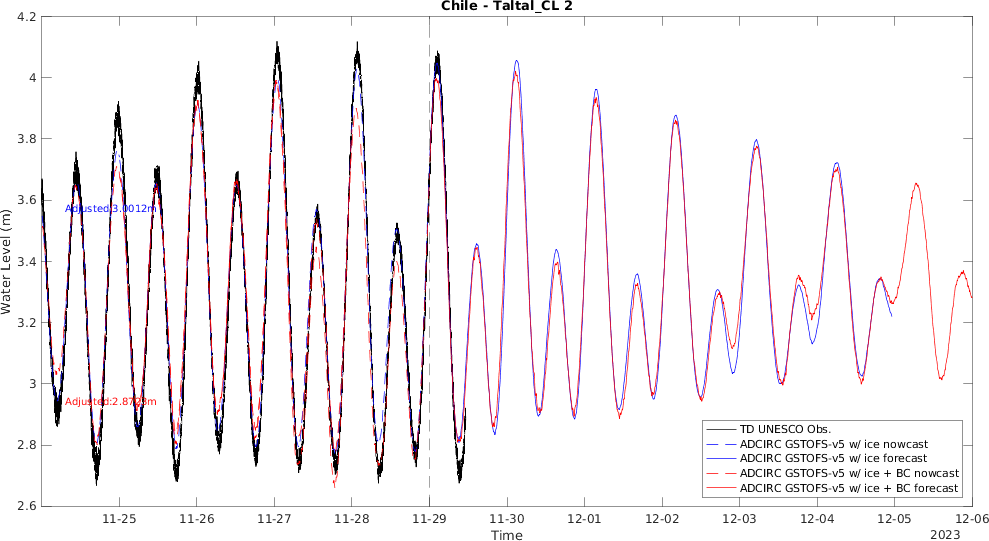 Chile - Taltal_CL 2
4.2
4
3.8
3.6
3.4
3.2
3
2.8
2.6
Water Level (m)
Adjusted:3.0012m
TD UNESCO Obs.
ADCIRC GSTOFS-v5 w/ ice nowcast
ADCIRC GSTOFS-v5 w/ ice forecast
ADCIRC GSTOFS-v5 w/ ice + BC nowcast
ADCIRC GSTOFS-v5 w/ ice + BC forecast
11-25 11-26 11-27 11-28 11-29 11-30 12-01 12-02 12-03 12-04 12-05 12-06
Time
2023